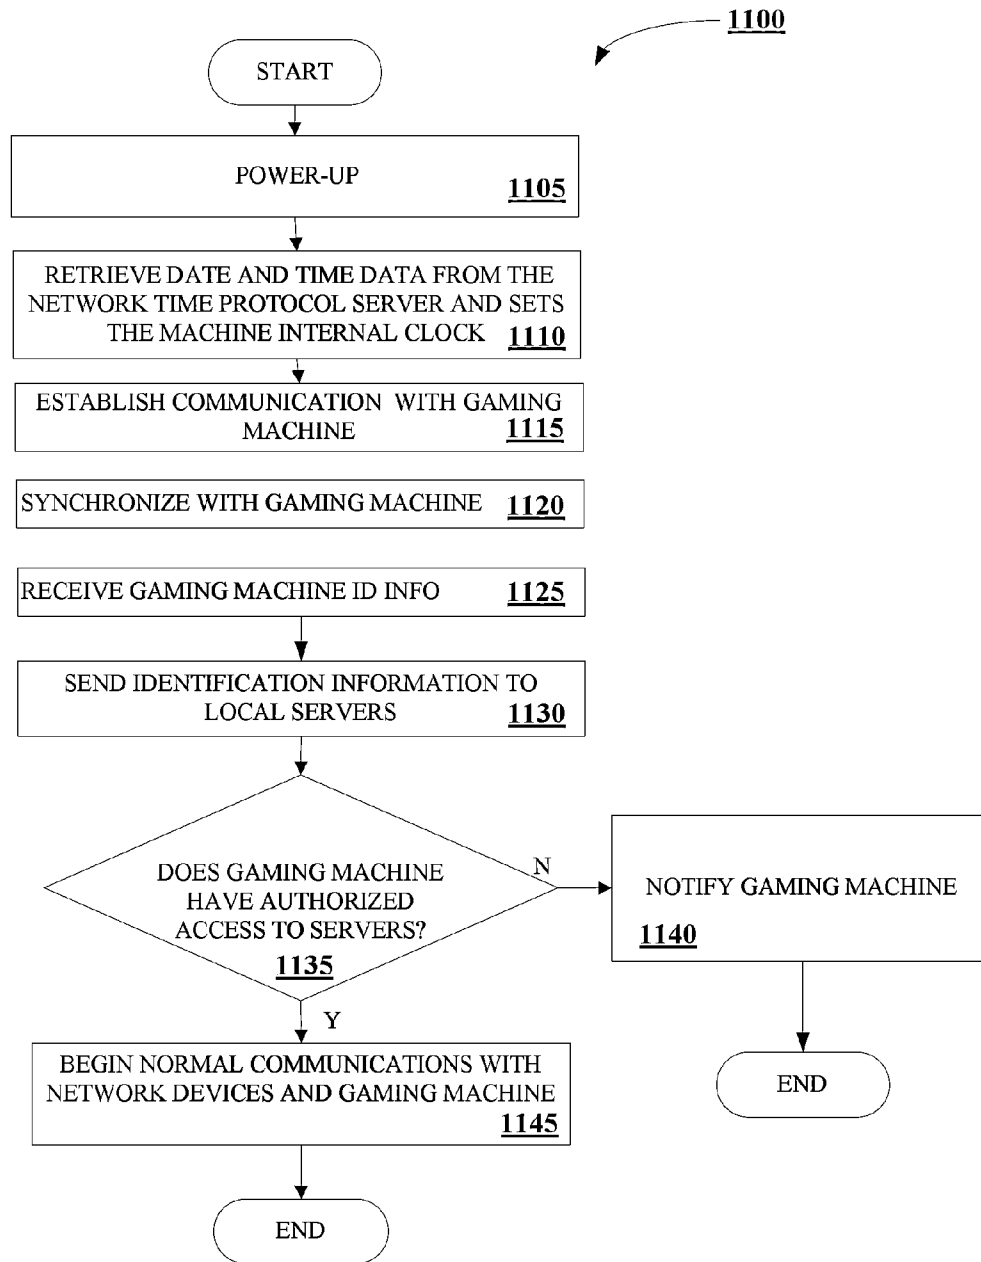 1100
START
POWER-UP
1105
RETRIEVE DATE AND TIME DATA FROM THE
NETWORK TIME PROTOCOL SERVER AND SETS
THE MACHINE INTERNAL CLOCK 1110
ESTABLISH COMMUNICATION WITH GAMING
MACHINE 1115
SYNCHRONIZE WITH GAMING MACHINE 1120
RECEIVE GAMING MACHINE ID INFO 1125
SEND IDENTIFICATION INFORMATION TO
LOCAL SERVERS 1130
DOES GAMING MACHINE
HAVE AUTHORIZED
ACCESS TO SERVERS?
1135
N
NOTIFY GAMING MACHINE
1140
END
Y
BEGIN NORMAL COMMUNICATIONS WITH
NETWORK DEVICES AND GAMING MACHINE
1145
END